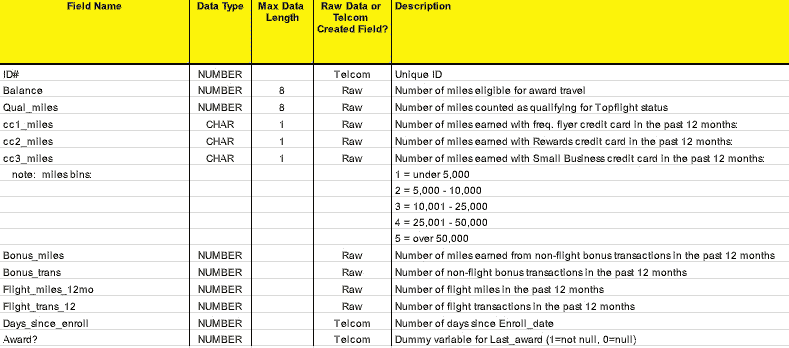 Field Name Data Type Max Data Length Raw Data or Telcom Created Field? Description
ID# NUMBER Telcom Unique ID
Balance NUMBER 8 Raw Number of miles eligible for award travel
Qual_miles NUMBER 8 Raw Number of miles counted as qualifying for Topflight status
cc1_miles CHAR 1 Raw Number of miles earned with freq. flyer credit card in the past 12 months:
cc2_miles CHAR 1 Raw Number of miles earned with Rewards credit card in the past 12 months:
cc3_miles CHAR 1 Raw Number of miles earned with Small Business credit card in the past 12 months:
note: miles bins: 1 = under 5,000
2 = 5,000 - 10,000
3 = 10,001 - 25,000
4 = 25,001 - 50,000
5 = over 50,000
Bonus_miles NUMBER Raw Number of miles earned from non-flight bonus transactions in the past 12 months
Bonus_trans NUMBER Raw Number of non-flight bonus transactions in the past 12 months
Flight_miles_12mo NUMBER Raw Number of flight miles in the past 12 months
Flight_trans_12 NUMBER Raw Number of flight transactions in the past 12 months
Days_since_enroll NUMBER Telcom Number of days since Enroll_date
Award? NUMBER Telcom Dummy variable for Last_award (1=not null, 0=null)